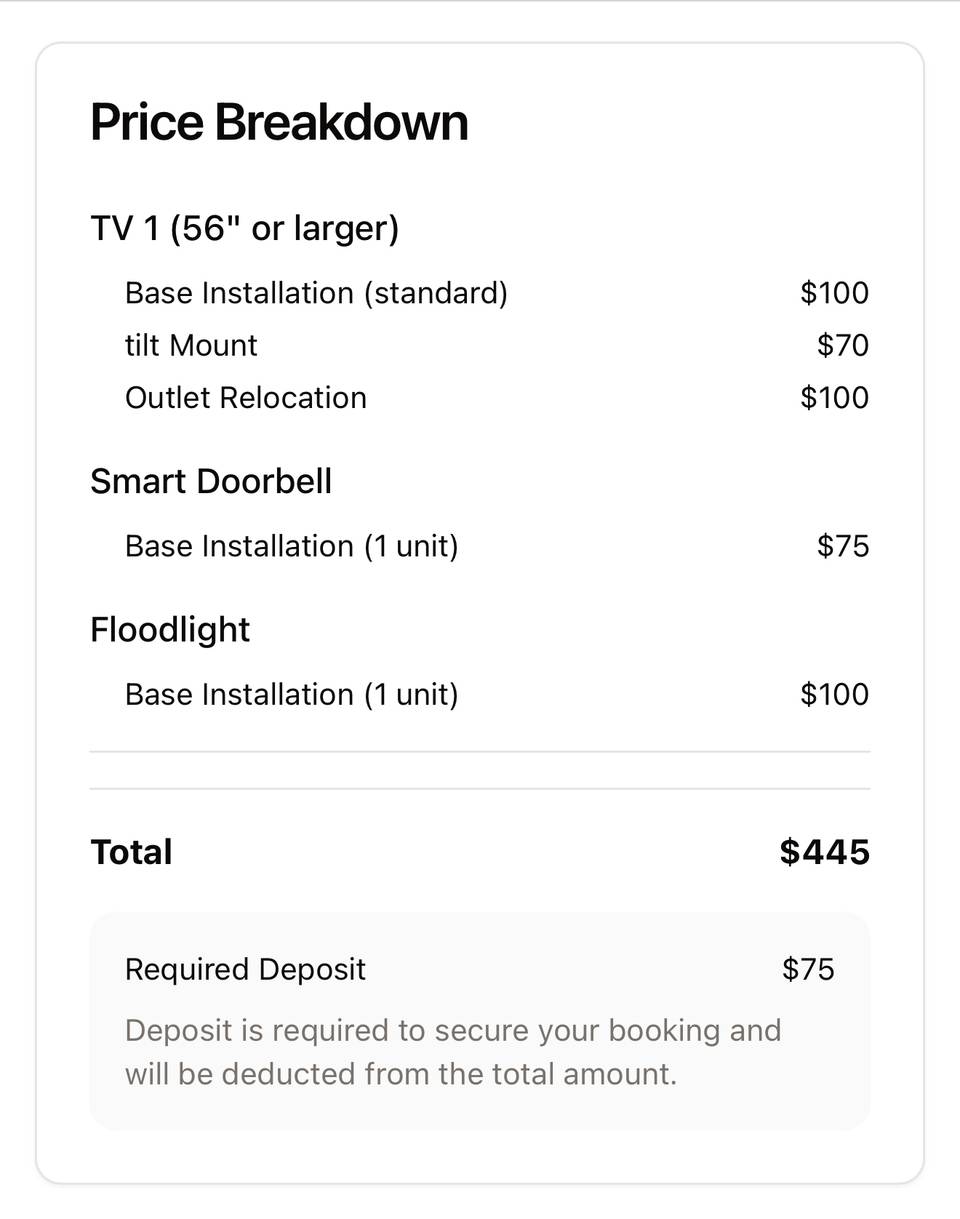 Price Breakdown
TV 1 (56" or larger)
Base Installation (standard) $100
tilt Mount $70
Outlet Relocation $100
Smart Doorbell
Base Installation (1 unit) $75
Floodlight
Base Installation (1 unit) $100
Total $445
Required Deposit $75
Deposit is required to secure your booking and
will be deducted from the total amount.